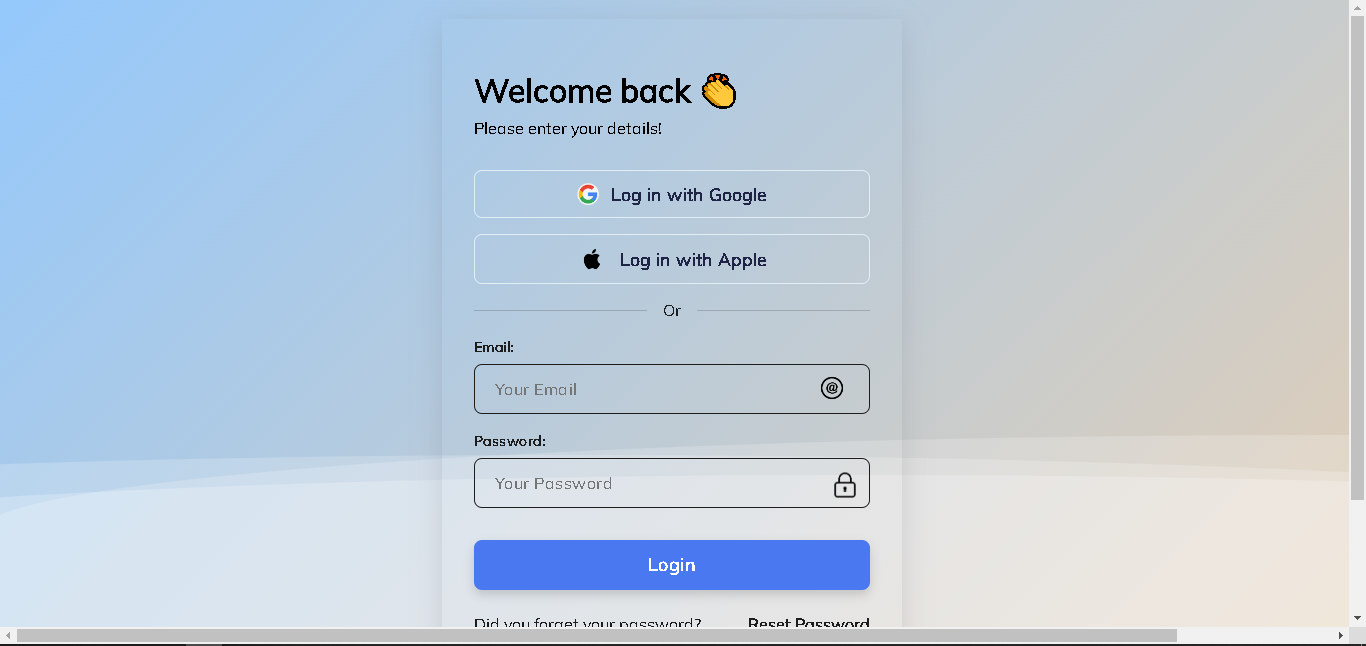 Welcome back
Please enter your details!
Log in with Google
Log in with Apple
Or
Email:
Your Email
@
Password:
Your Password
Login
Did you forget your password? Reset Password